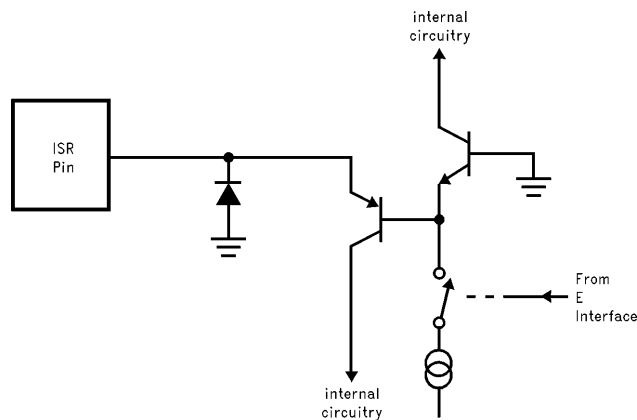 internal
circuitry
ISR
Pin
From
E
Interface
internal
circuitry